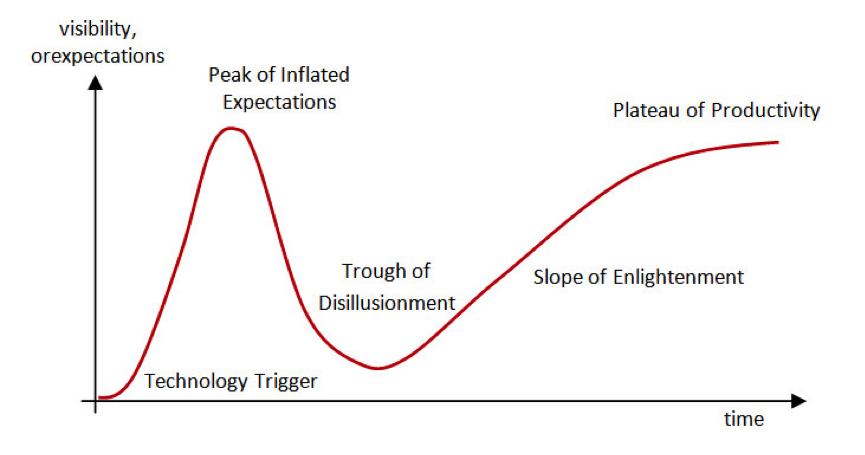 visibility,
orexpectations
Peak of Inflated
Expectations
Plateau of Productivity
Trough of
Disillusionment
Slope of Enlightenment
Technology Trigger
time